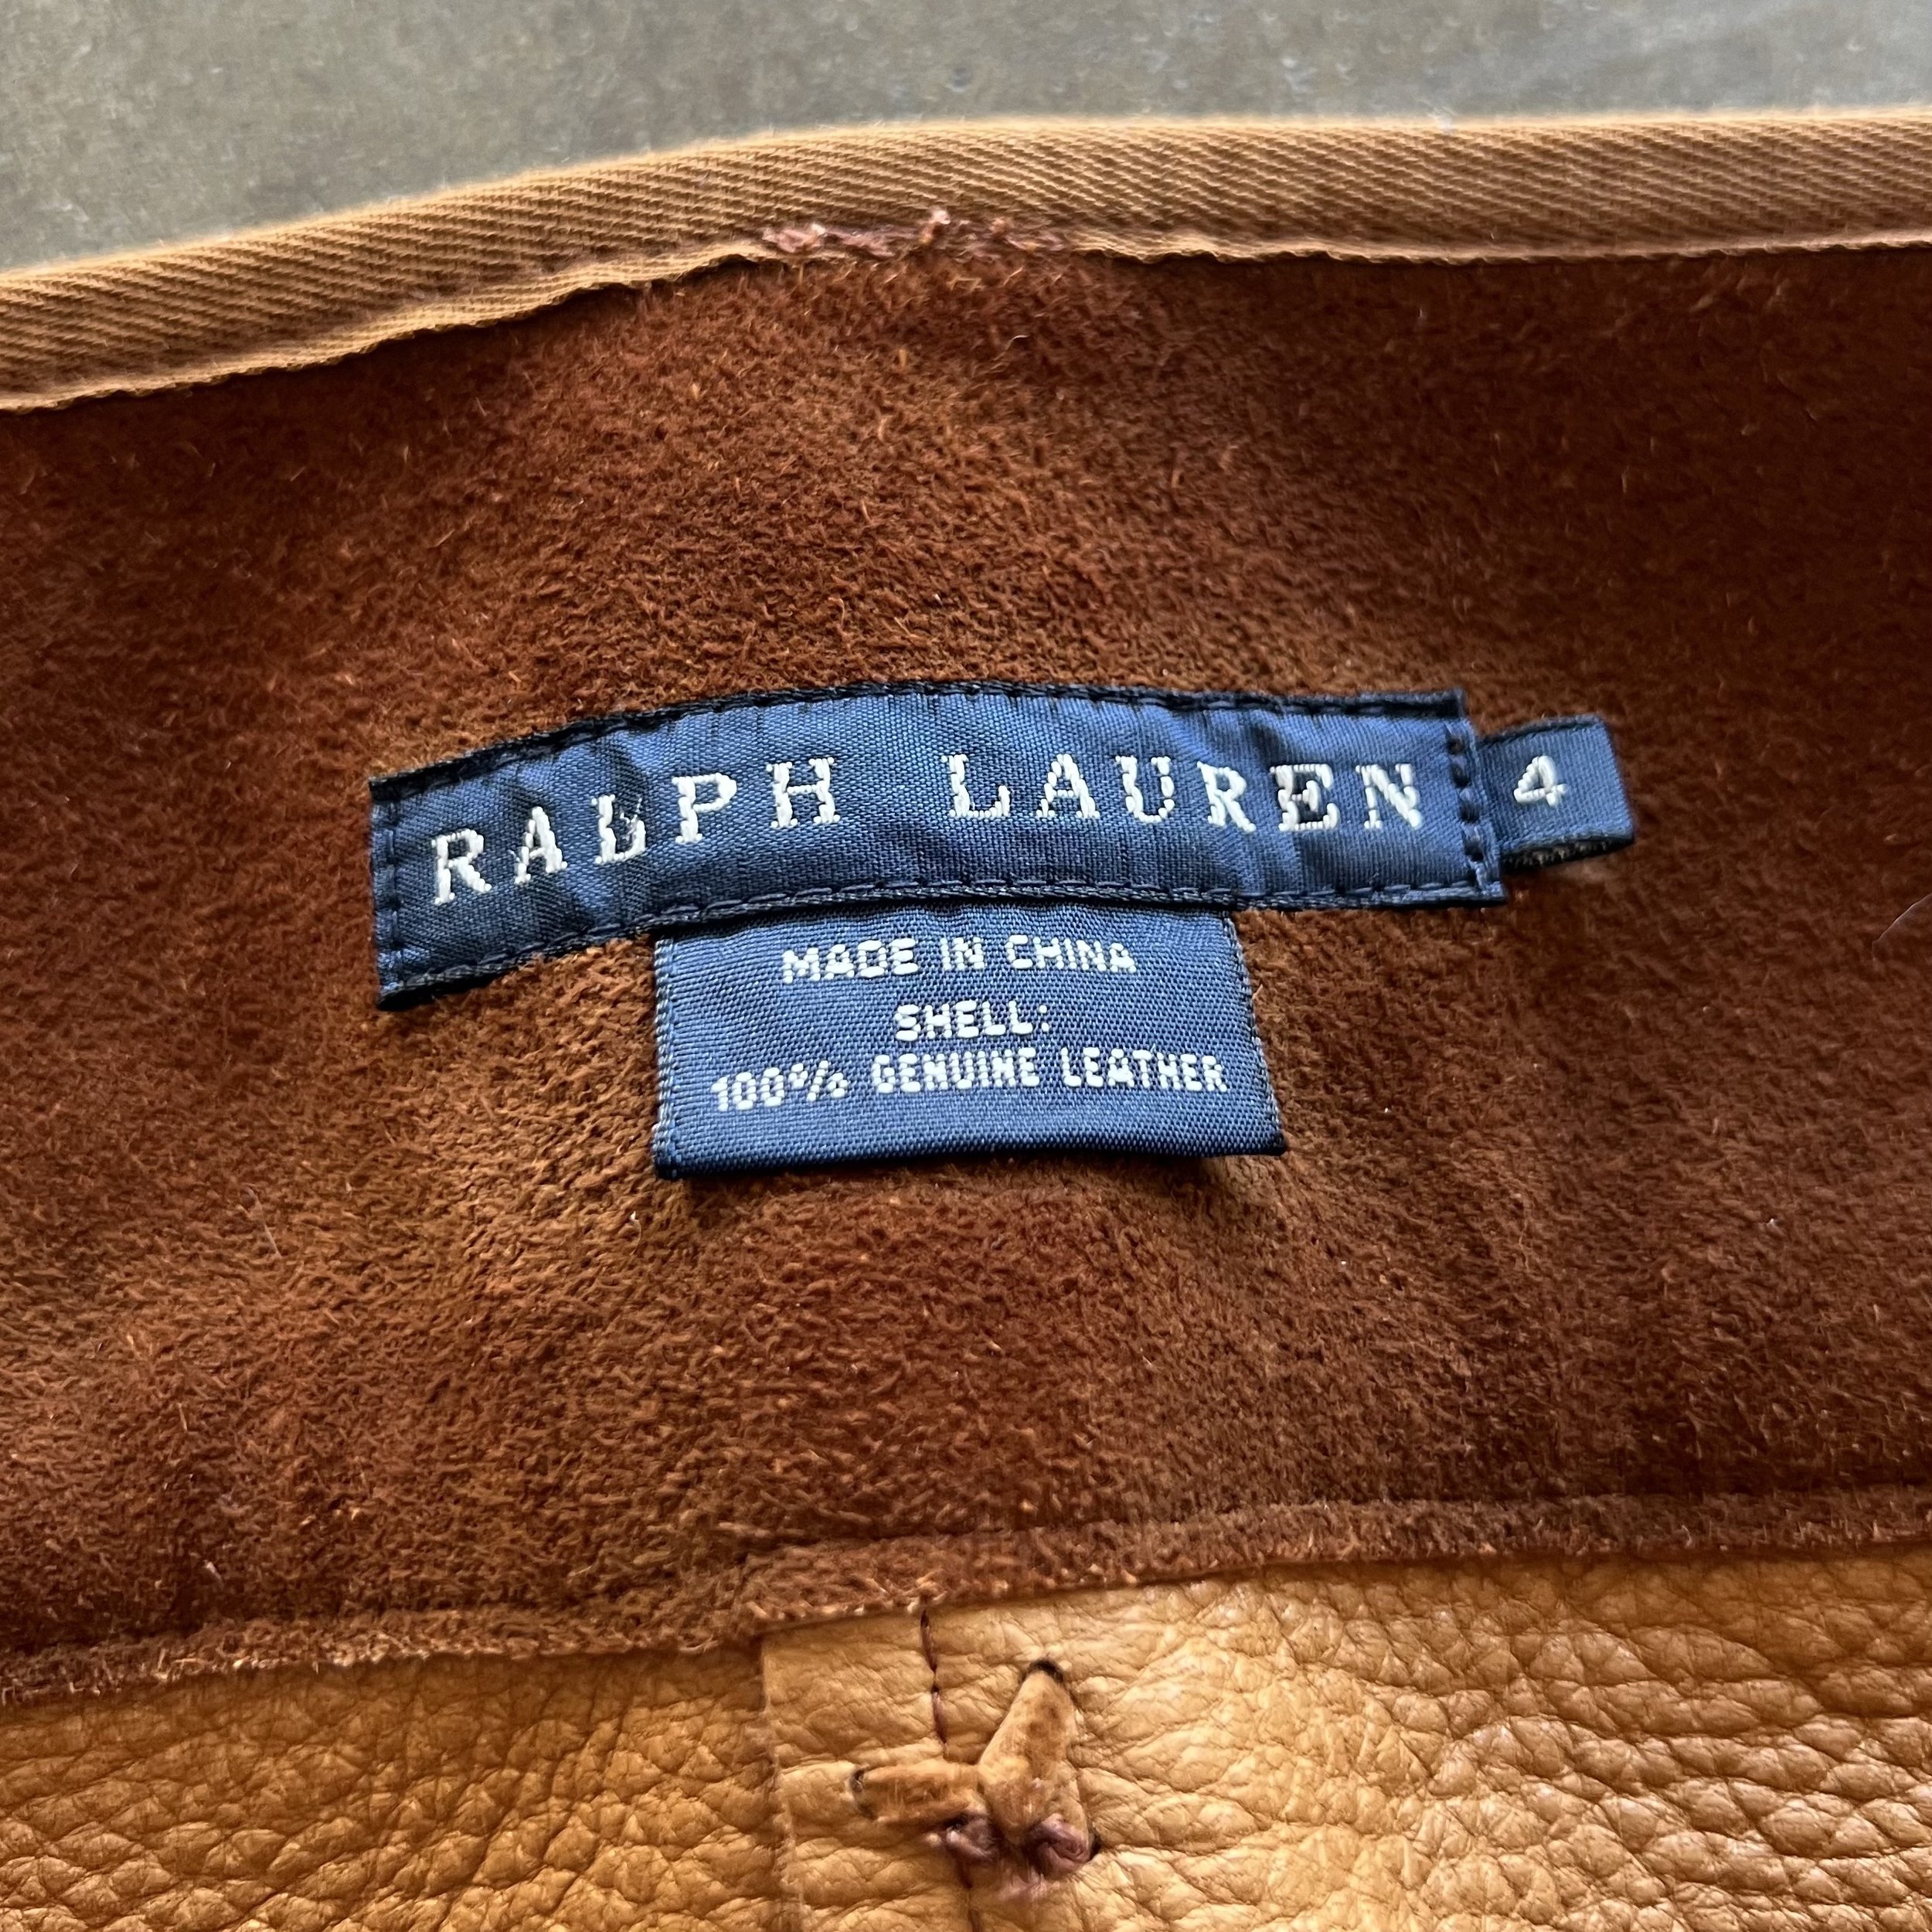 RALPH LAUREN 4
MADE IN CHINA
SHELL:
100% GENUINE LEATHER